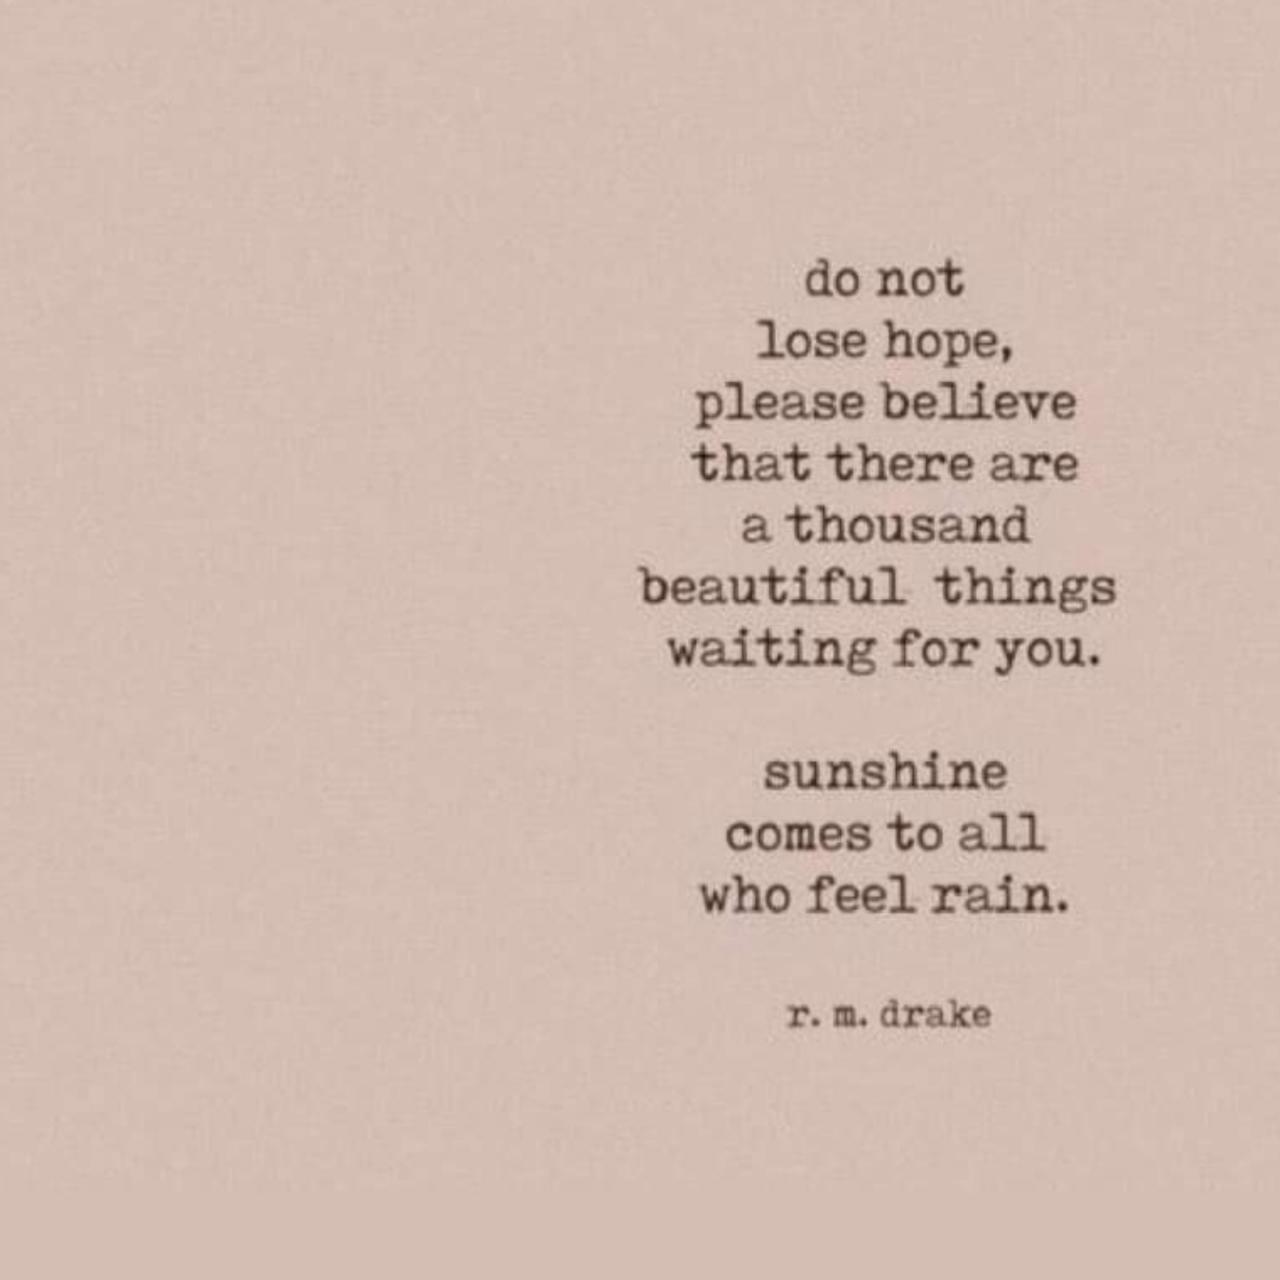 do not
lose hope,
please believe
that there are
a thousand
beautiful things
waiting for you.
sunshine
comes to all
who feel rain.
r. m. drake